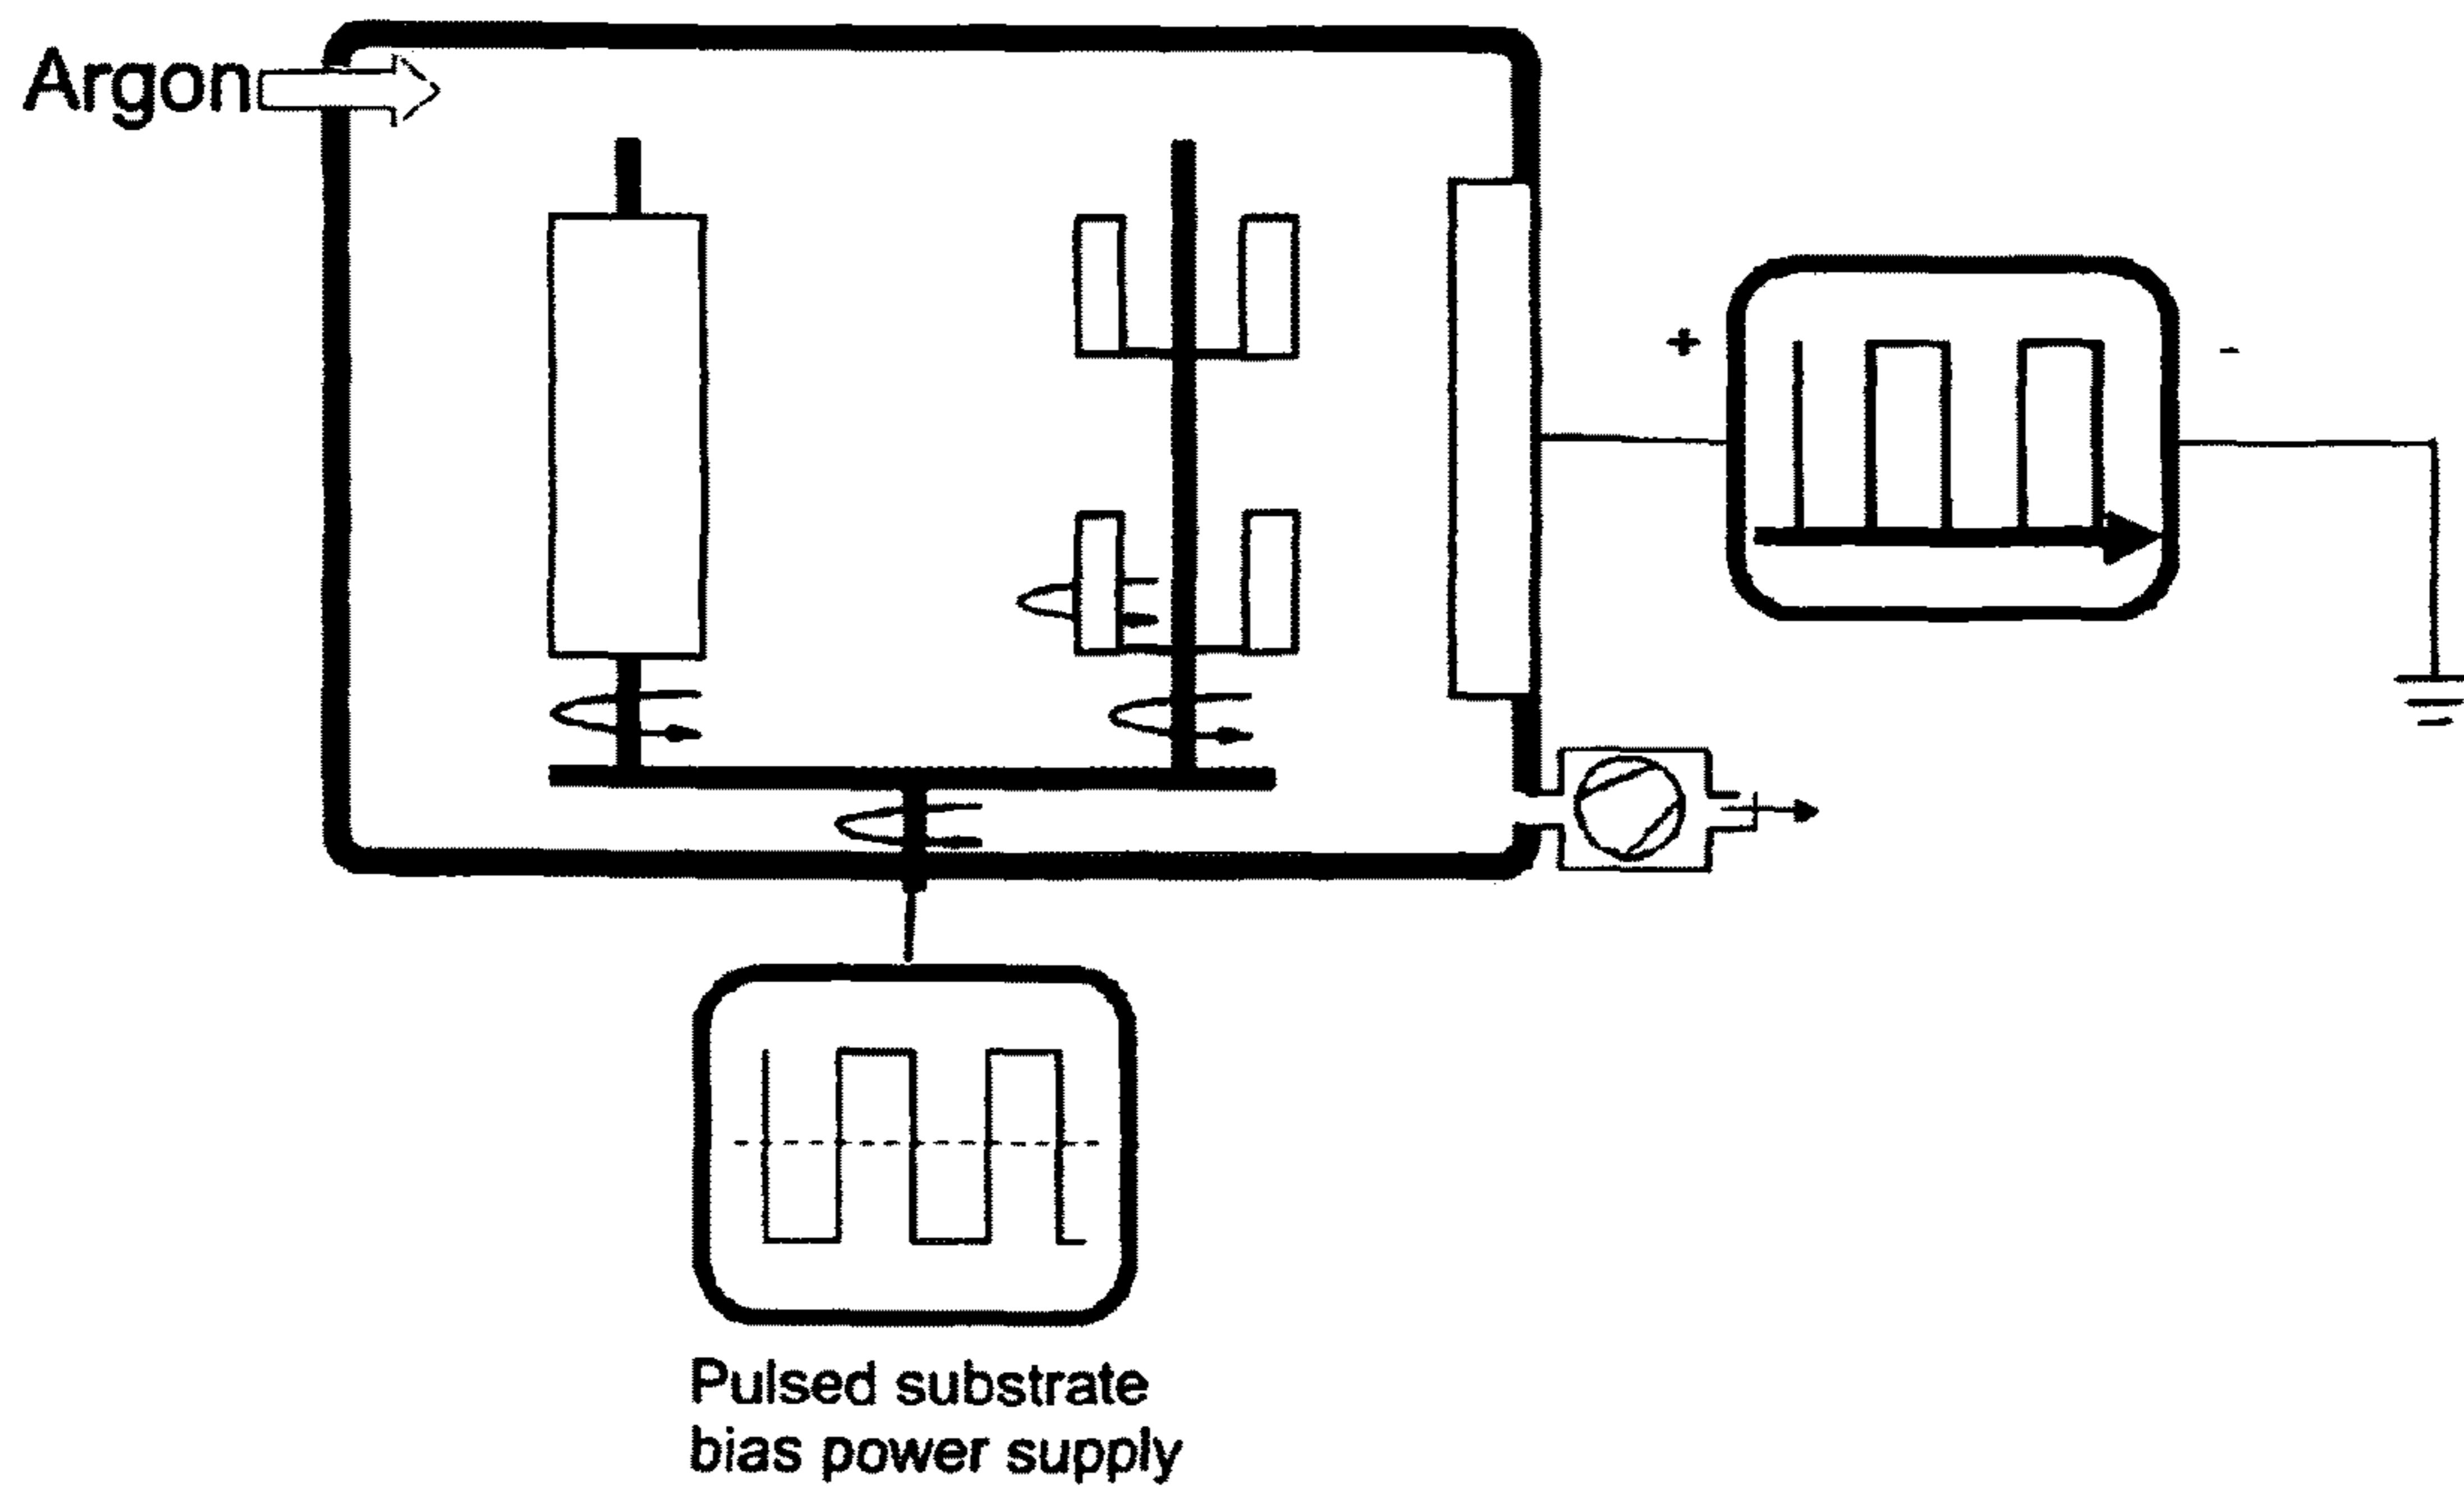 Argon
+
-
Pulsed substrate
bias power supply